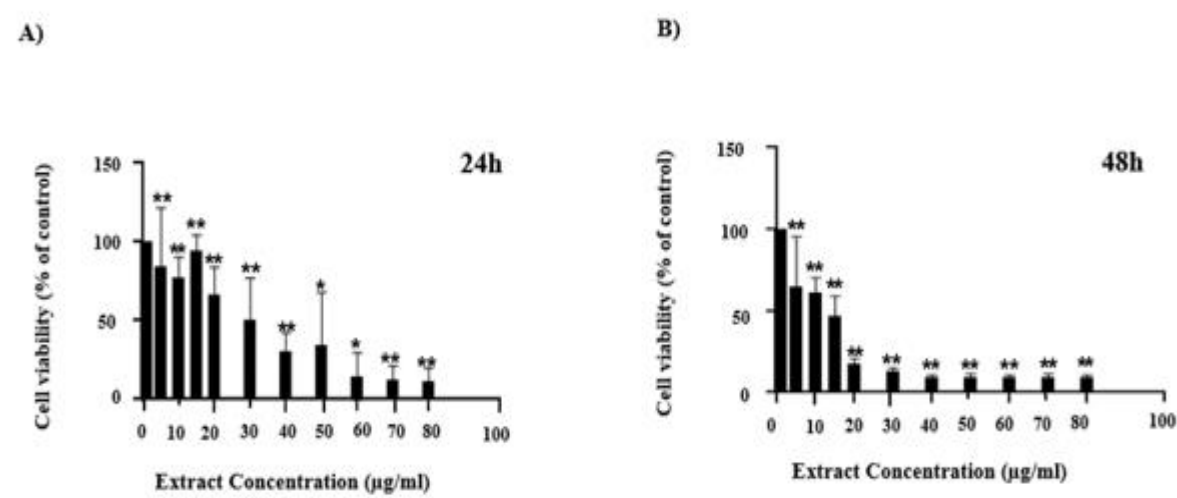 A)
24h
Cell viability (% of control)
150
100
50
0
**
**
**
**
**
**
*
*
**
**
0 10 20 30 40 50 60 70 80 100
Extract Concentration (µg/ml)
B)
48h
Cell viability (% of control)
150
100
50
0
**
**
**
**
**
**
**
**
**
**
0 10 20 30 40 50 60 70 80 100
Extract Concentration (µg/ml)